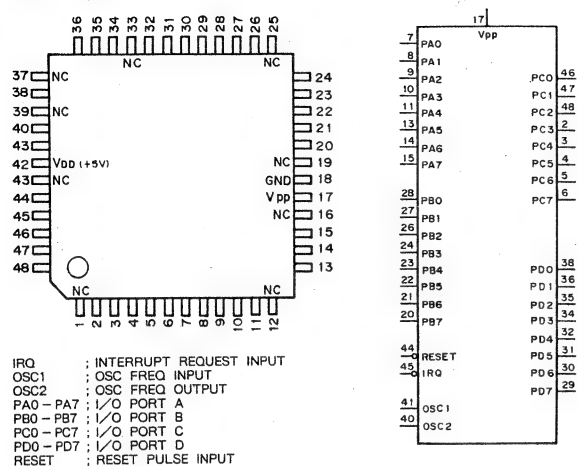 36 35 34 33 32 31 30 29 28 27 26 25
NC NC
37 NC
38
39 NC
40
43
42 VDD (+5V)
43 NC
44
45
46
47
48
24
23
22
21
20
NC 19
GND 18
Vpp 17
NC 16
15
14
13
NC NC
1 2 3 4 5 6 7 8 9 10 11 12
IRQ ; INTERRUPT REQUEST INPUT
OSC1 ; OSC FREQ INPUT
OSC2 ; OSC FREQ OUTPUT
PA0 – PA7 ; I/O PORT A
PB0 – PB7 ; I/O PORT B
PC0 – PC7 ; I/O PORT C
PD0 – PD7 ; I/O PORT D
RESET ; RESET PULSE INPUT
17
Vpp
7 PA0
8 PA1
9 PA2
10 PA3
11 PA4
13 PA5
14 PA6
15 PA7
28 PB0
27 PB1
26 PB2
24 PB3
23 PB4
22 PB5
21 PB6
20 PB7
44 RESET
45 IRQ
41 OSC1
40 OSC2
PC0 46
PC1 47
PC2 48
PC3 2
PC4 3
PC5 4
PC6 5
PC7 6
PD0 38
PD1 36
PD2 35
PD3 34
PD4 32
PD5 31
PD6 30
PD7 29